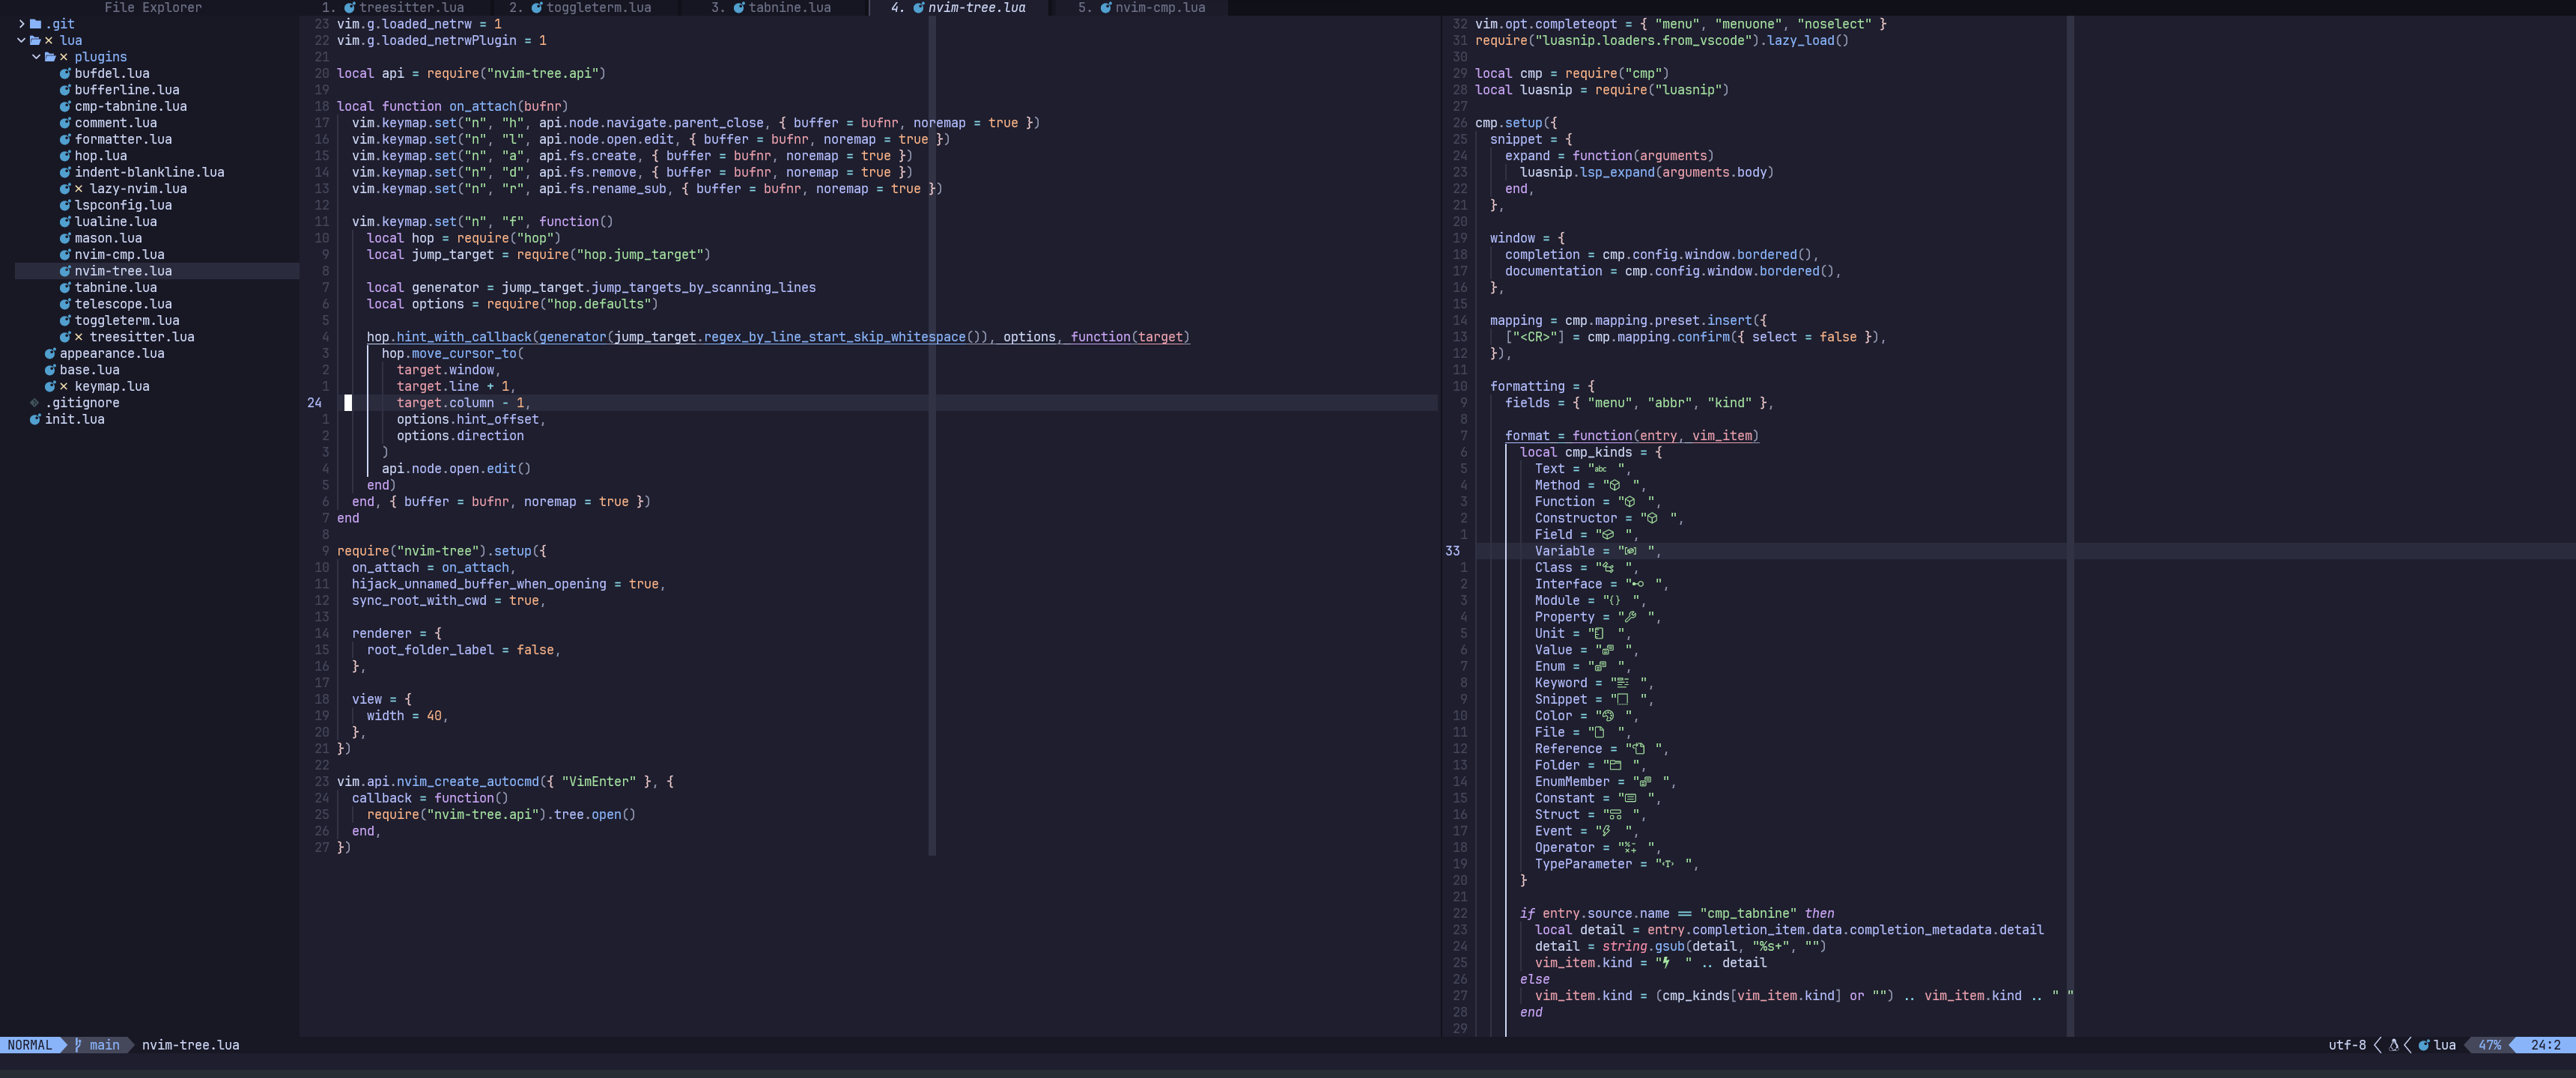 File Explorer
1. treesitter.lua 2. toggleterm.lua 3. tabnine.lua 4. nvim-tree.lua 5. nvim-cmp.lua
.git
lua
plugins
bufdel.lua
bufferline.lua
cmp-tabnine.lua
comment.lua
formatter.lua
hop.lua
indent-blankline.lua
lazy-nvim.lua
lspconfig.lua
lualine.lua
mason.lua
nvim-cmp.lua
nvim-tree.lua
tabnine.lua
telescope.lua
toggleterm.lua
treesitter.lua
appearance.lua
base.lua
keymap.lua
.gitignore
init.lua
23 vim.g.loaded_netrw = 1
22 vim.g.loaded_netrwPlugin = 1
21
20 local api = require("nvim-tree.api")
19
18 local function on_attach(bufnr)
17 vim.keymap.set("n", "h", api.node.navigate.parent_close, { buffer = bufnr, noremap = true })
16 vim.keymap.set("n", "l", api.node.open.edit, { buffer = bufnr, noremap = true })
15 vim.keymap.set("n", "a", api.fs.create, { buffer = bufnr, noremap = true })
14 vim.keymap.set("n", "d", api.fs.remove, { buffer = bufnr, noremap = true })
13 vim.keymap.set("n", "r", api.fs.rename_sub, { buffer = bufnr, noremap = true })
12
11 vim.keymap.set("n", "f", function()
10 local hop = require("hop")
9 local jump_target = require("hop.jump_target")
8
7 local generator = jump_target.jump_targets_by_scanning_lines
6 local options = require("hop.defaults")
5
4 hop.hint_with_callback(generator(jump_target.regex_by_line_start_skip_whitespace()), options, function(target)
3 hop.move_cursor_to(
2 target.window,
1 target.line + 1,
24 target.column - 1,
1 options.hint_offset,
2 options.direction
3 )
4 api.node.open.edit()
5 end)
6 end, { buffer = bufnr, noremap = true })
7 end
8
9 require("nvim-tree").setup({
10 on_attach = on_attach,
11 hijack_unnamed_buffer_when_opening = true,
12 sync_root_with_cwd = true,
13
14 renderer = {
15 root_folder_label = false,
16 },
17
18 view = {
19 width = 40,
20 },
21 })
22
23 vim.api.nvim_create_autocmd({ "VimEnter" }, {
24 callback = function()
25 require("nvim-tree.api").tree.open()
26 end,
27 })
32 vim.opt.completeopt = { "menu", "menuone", "noselect" }
31 require("luasnip.loaders.from_vscode").lazy_load()
30
29 local cmp = require("cmp")
28 local luasnip = require("luasnip")
27
26 cmp.setup({
25 snippet = {
24 expand = function(arguments)
23 luasnip.lsp_expand(arguments.body)
22 end,
21 },
20
19 window = {
18 completion = cmp.config.window.bordered(),
17 documentation = cmp.config.window.bordered(),
16 },
15
14 mapping = cmp.mapping.preset.insert({
13 ["<CR>"] = cmp.mapping.confirm({ select = false }),
12 }),
11
10 formatting = {
9 fields = { "menu", "abbr", "kind" },
8
7 format = function(entry, vim_item)
6 local cmp_kinds = {
5 Text = "abc ",
4 Method = " ",
3 Function = " ",
2 Constructor = " ",
1 Field = " ",
33 Variable = " ",
1 Class = " ",
2 Interface = " ",
3 Module = "{} ",
4 Property = " ",
5 Unit = " ",
6 Value = " ",
7 Enum = " ",
8 Keyword = " ",
9 Snippet = " ",
10 Color = " ",
11 File = " ",
12 Reference = " ",
13 Folder = " ",
14 EnumMember = " ",
15 Constant = " ",
16 Struct = " ",
17 Event = " ",
18 Operator = " ",
19 TypeParameter = " ",
20 }
21
22 if entry.source.name == "cmp_tabnine" then
23 local detail = entry.completion_item.data.completion_metadata.detail
24 detail = string.gsub(detail, "%s+", "")
25 vim_item.kind = " " .. detail
26 else
27 vim_item.kind = (cmp_kinds[vim_item.kind] or "") .. vim_item.kind .. " "
28 end
29
NORMAL main nvim-tree.lua utf-8 lua 47% 24:2